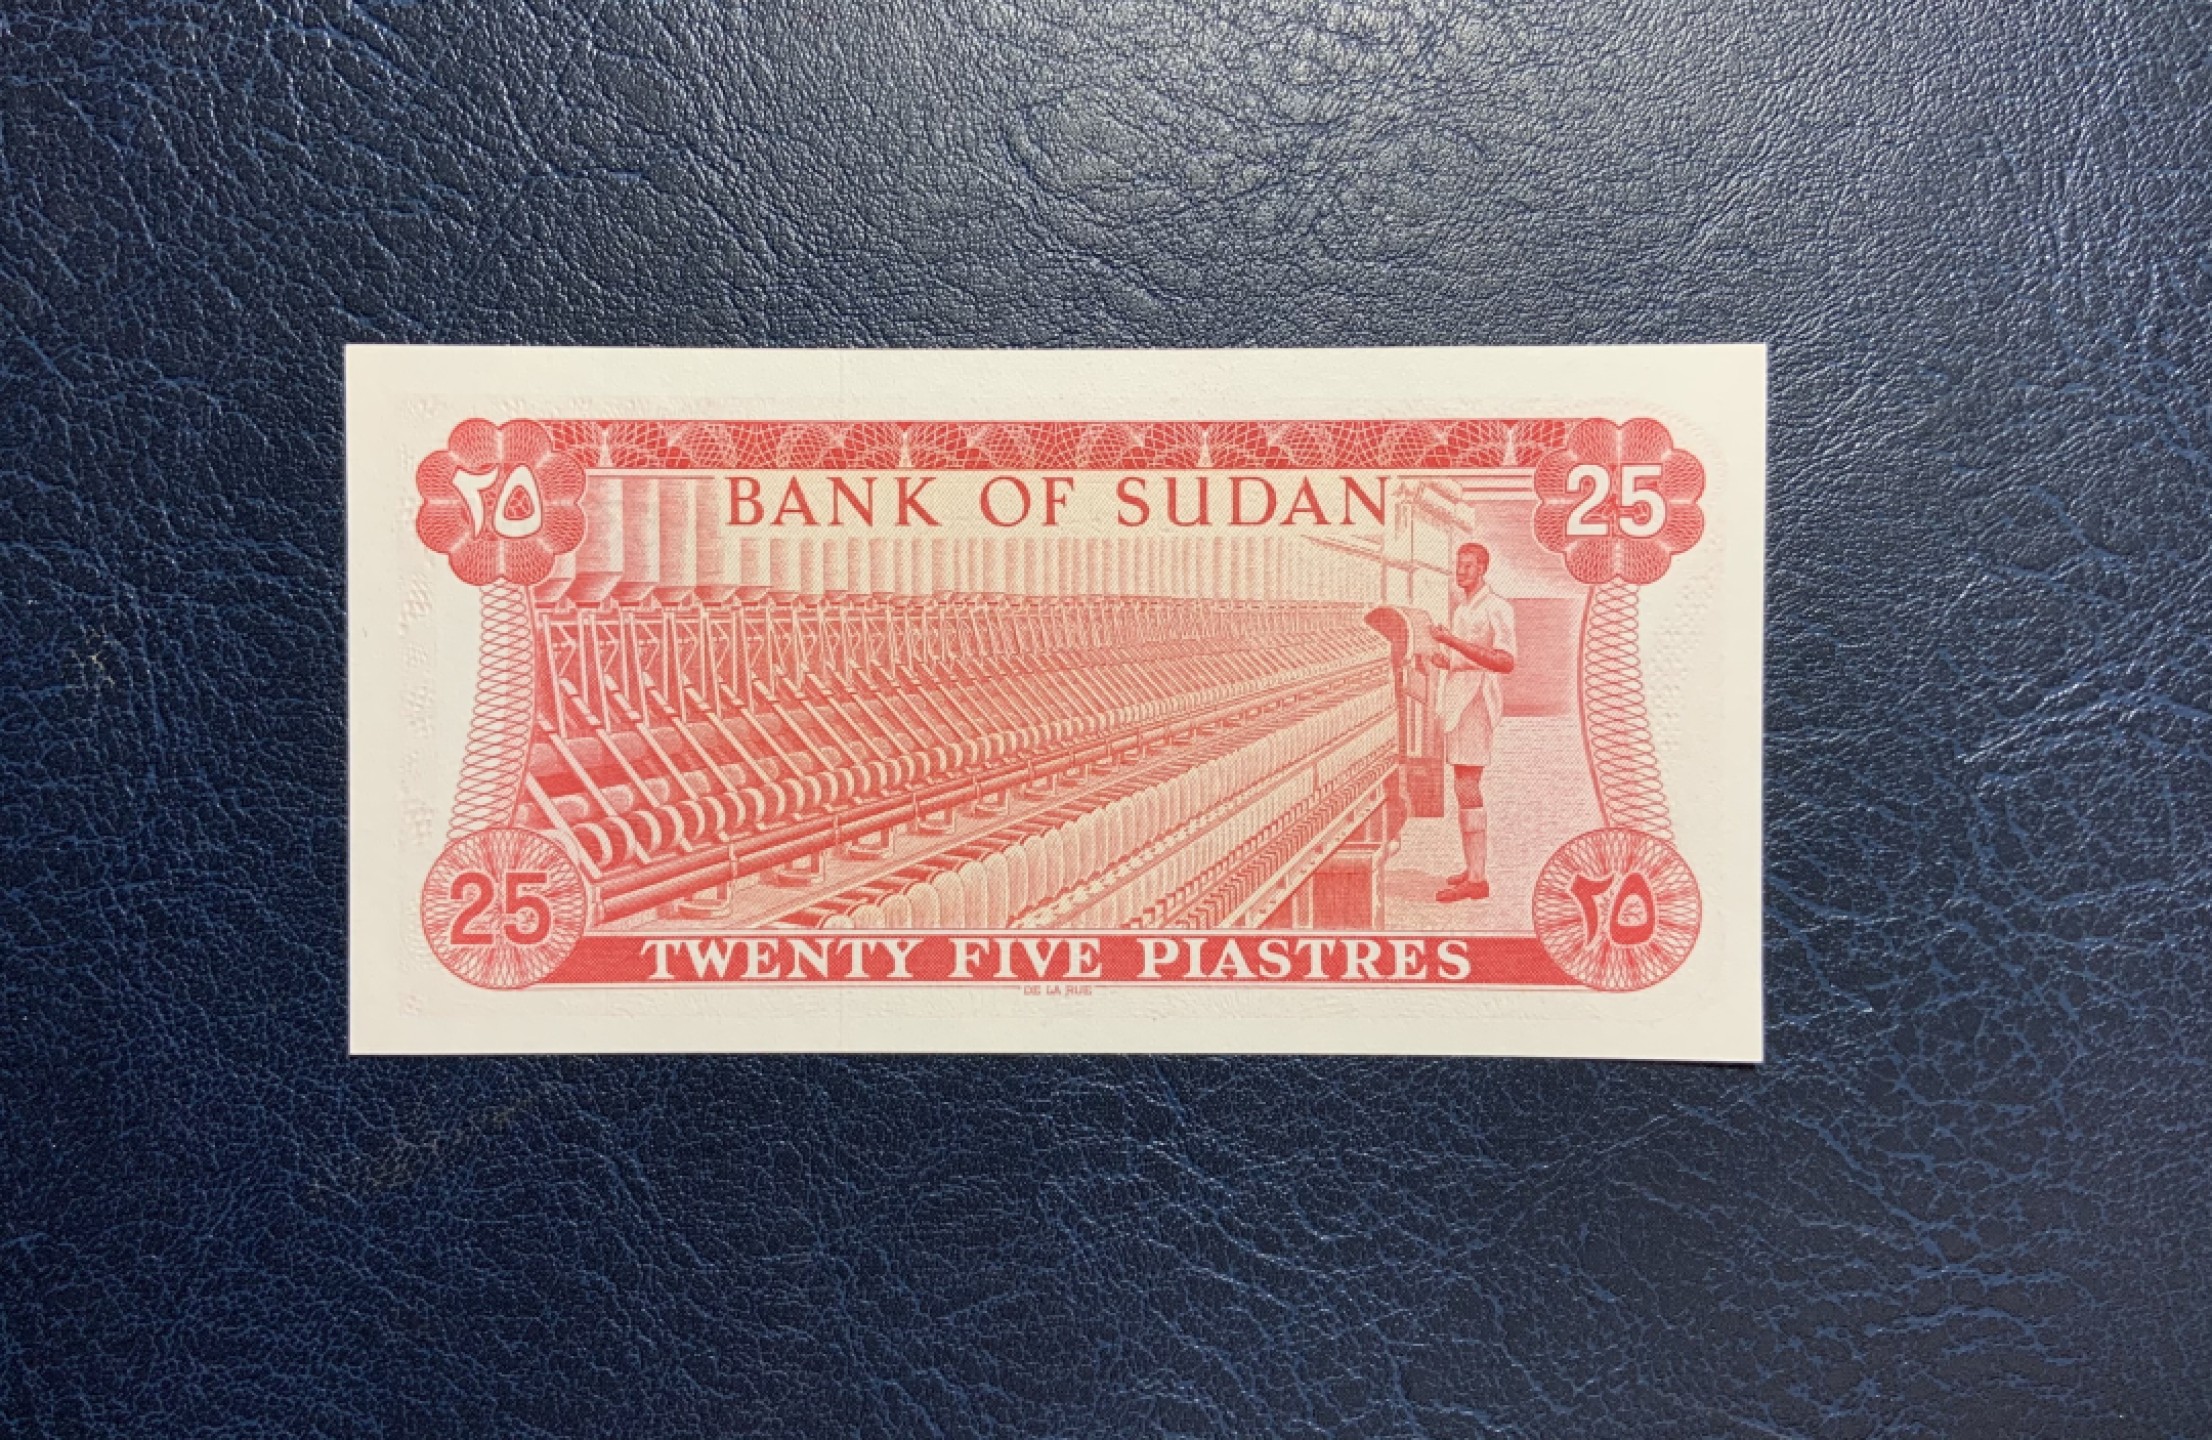 ٢٥
25
BANK OF SUDAN
25
٢٥
TWENTY FIVE PIASTRES
DE LA RUE